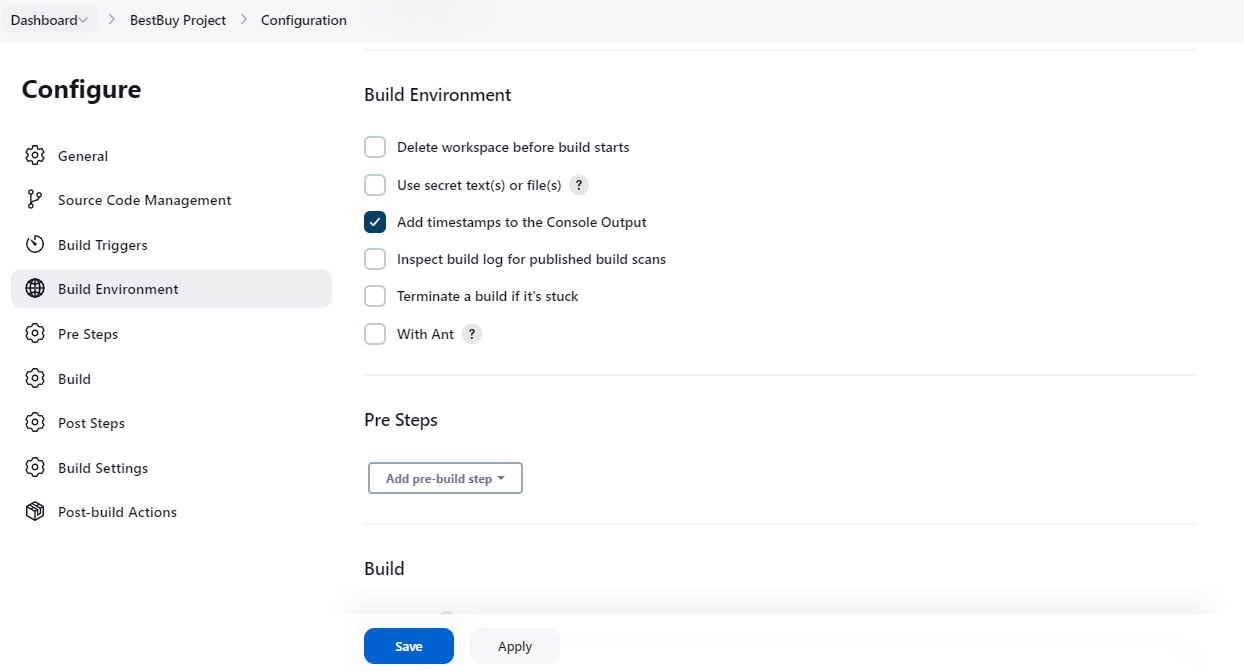 Dashboard BestBuy Project Configuration
Configure
General
Source Code Management
Build Triggers
Build Environment
Pre Steps
Build
Post Steps
Build Settings
Post-build Actions
Build Environment
Delete workspace before build starts
Use secret text(s) or file(s) ?
Add timestamps to the Console Output
Inspect build log for published build scans
Terminate a build if it's stuck
With Ant ?
Pre Steps
Add pre-build step
Build
Save Apply